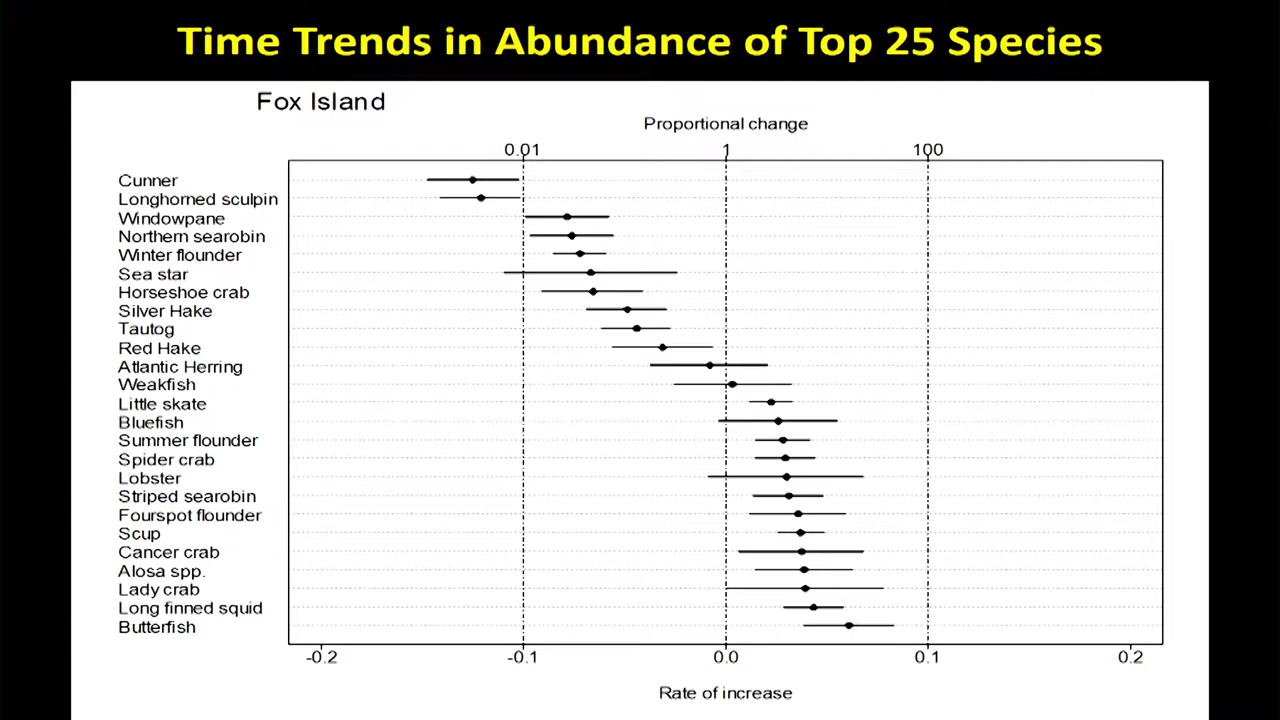 Time Trends in Abundance of Top 25 Species
Fox Island
Proportional change
0.01 1 100
Cunner
Longhorned sculpin
Windowpane
Northern searobin
Winter flounder
Sea star
Horseshoe crab
Silver Hake
Tautog
Red Hake
Atlantic Herring
Weakfish
Little skate
Bluefish
Summer flounder
Spider crab
Lobster
Striped searobin
Fourspot flounder
Scup
Cancer crab
Alosa spp.
Lady crab
Long finned squid
Butterfish
-0.2 -0.1 0.0 0.1 0.2
Rate of increase